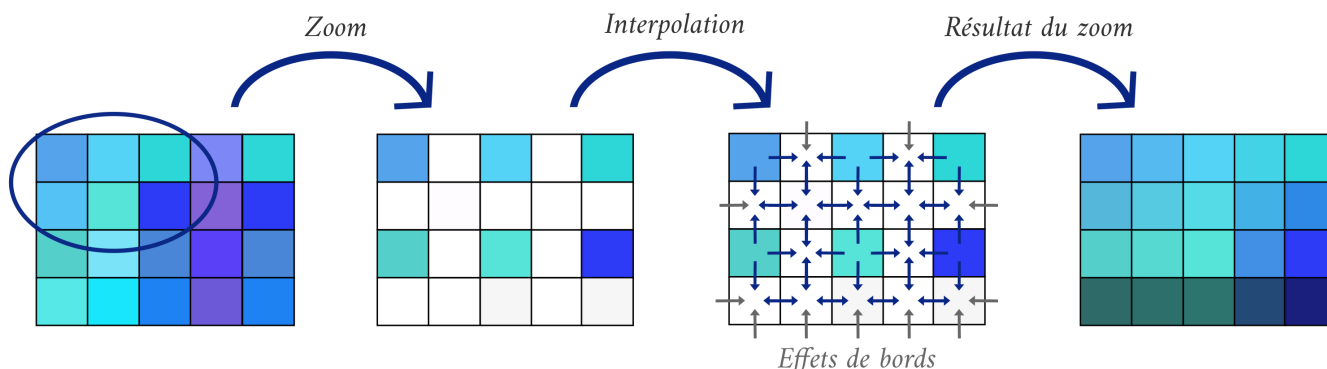 Zoom
Interpolation
Résultat du zoom
Effets de bords